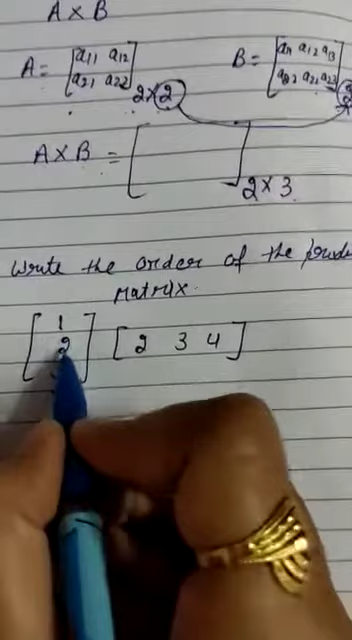 A × B
A = [a11 a12
a21 a22] 2×2
B = [a11 a12 a13
a22 a23]
A × B = [ ] 2×3
Write the order of the
Matrix.
[1
2] [2 3 4]